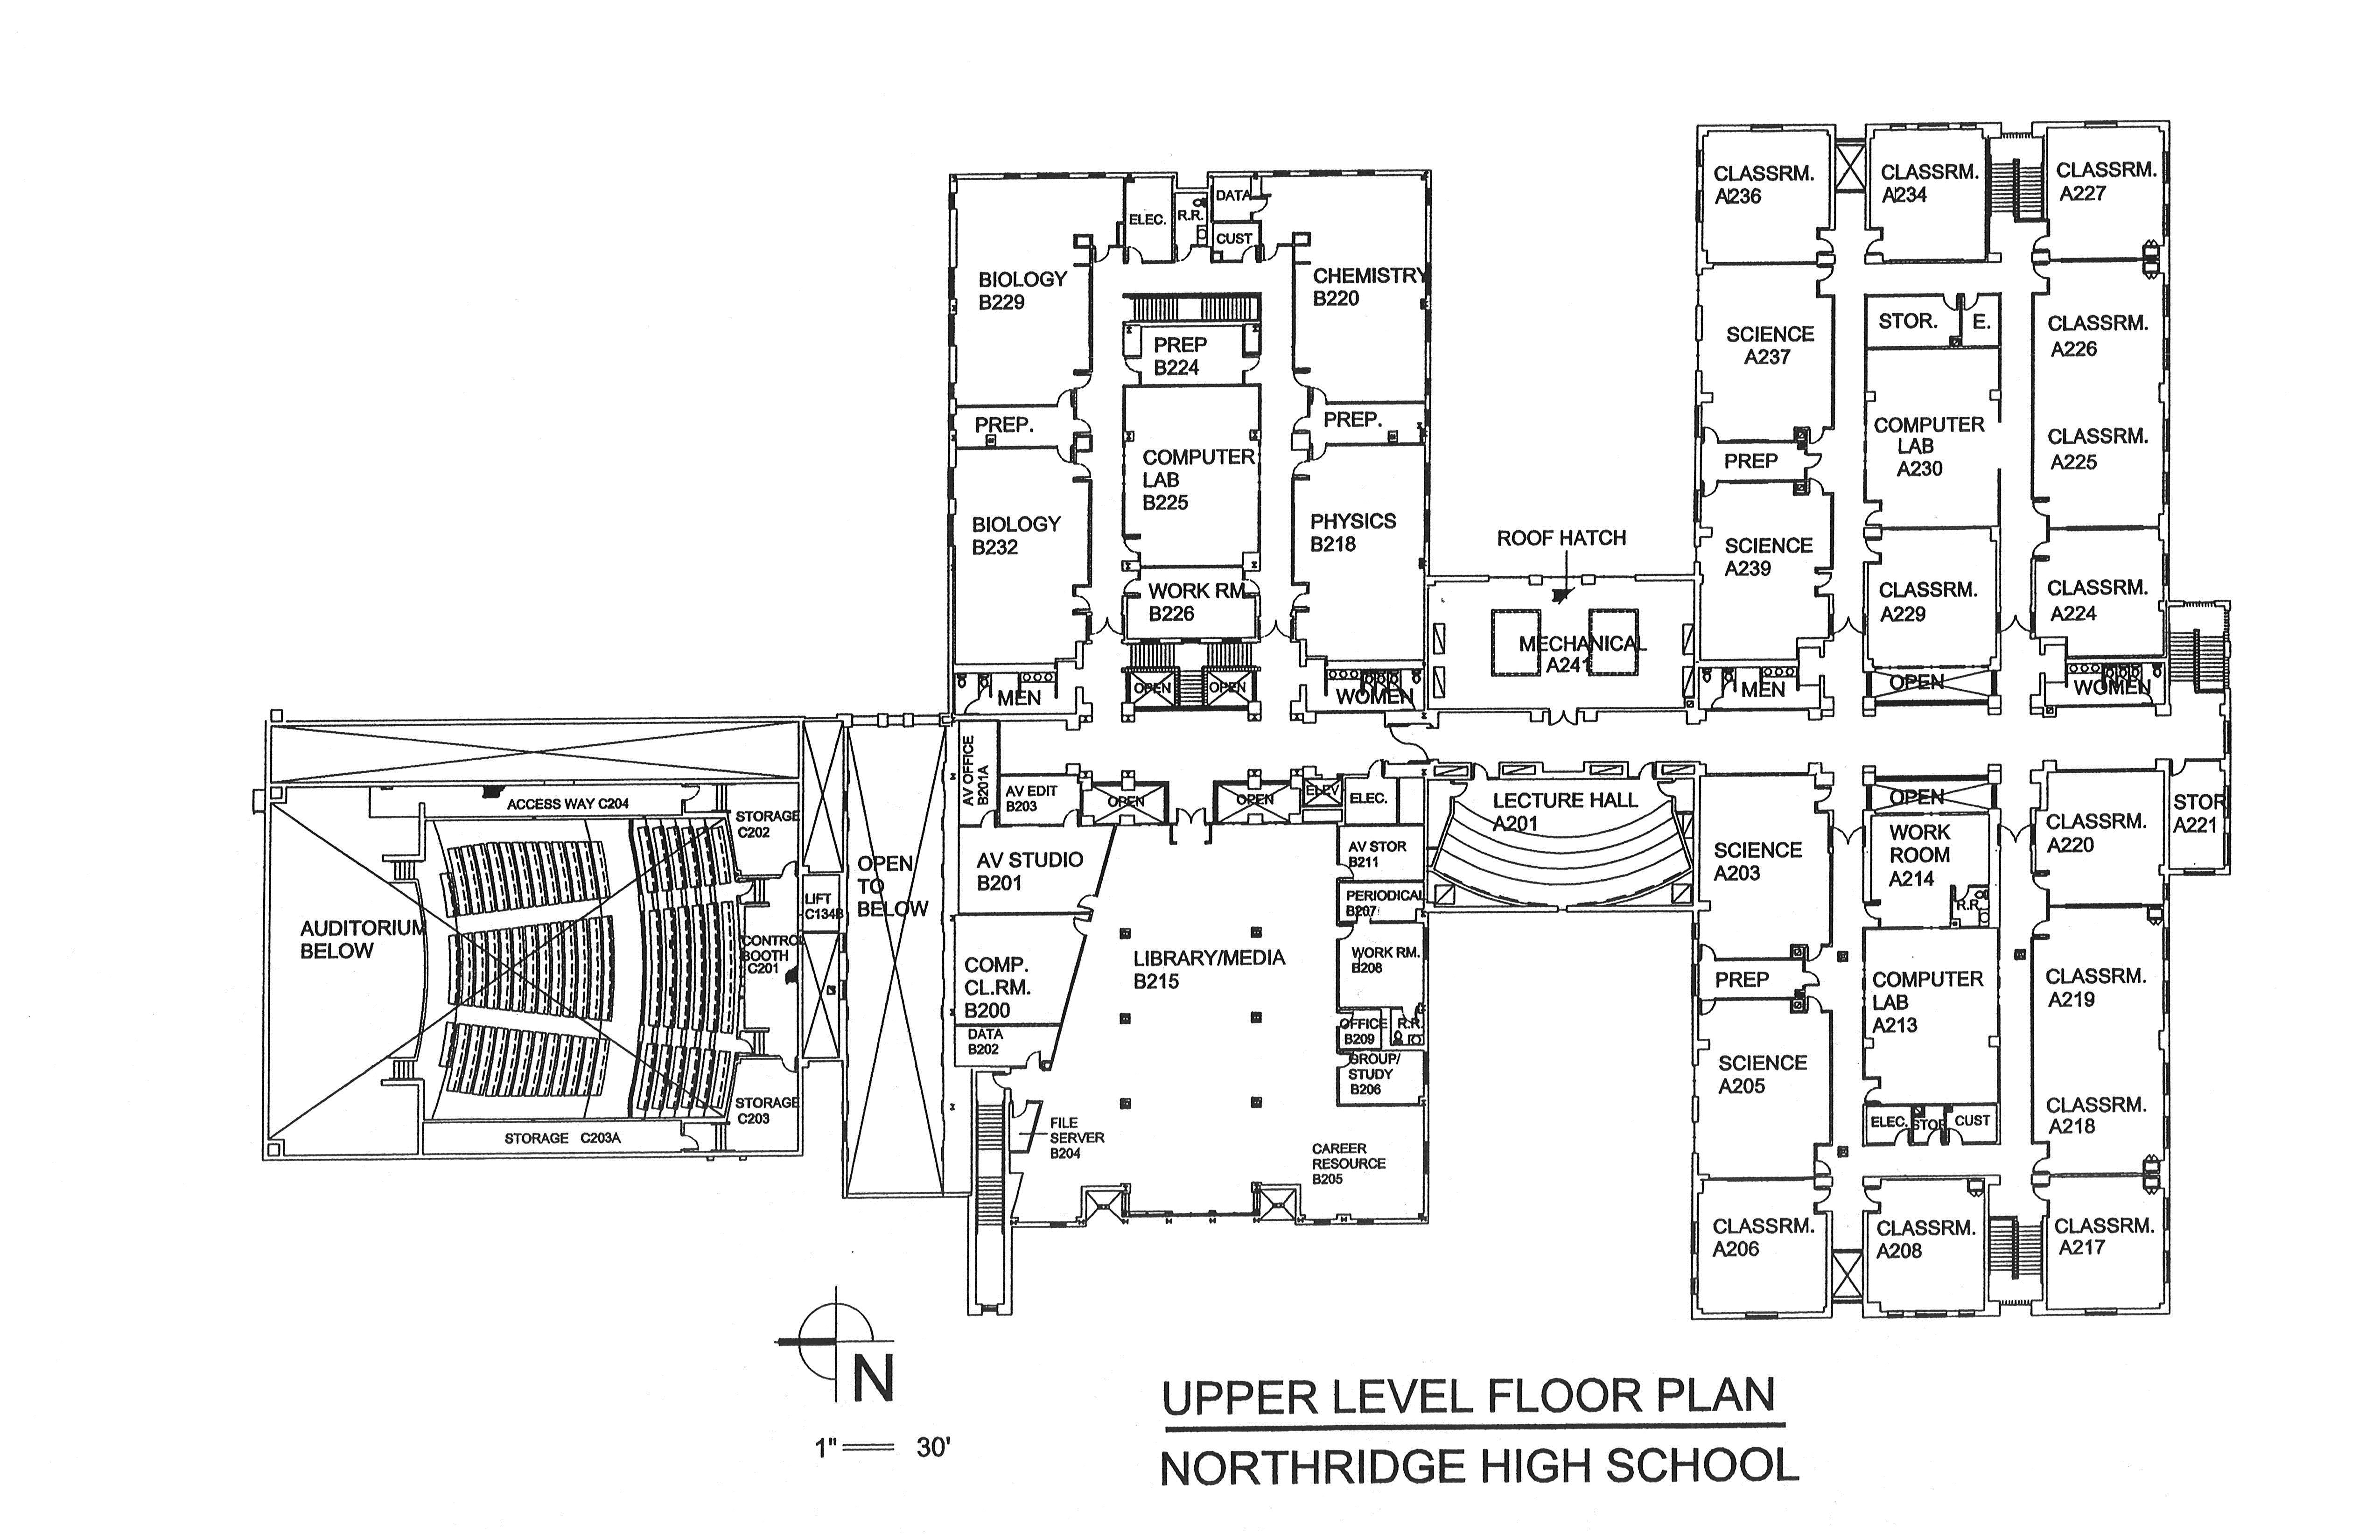 CLASSRM.
A236
CLASSRM.
A234
CLASSRM.
A227
ELEC.
R.R.
DATA
CUST
BIOLOGY
B229
CHEMISTRY
B220
SCIENCE
A237
STOR.
E.
CLASSRM.
A226
PREP
B224
PREP.
PREP.
COMPUTER
LAB
B225
COMPUTER
LAB
A230
CLASSRM.
A225
PREP
BIOLOGY
B232
PHYSICS
B218
ROOF HATCH
SCIENCE
A239
WORK RM.
B226
CLASSRM.
A229
CLASSRM.
A224
MECHANICAL
A241
MEN
OPEN
OPEN
WOMEN
MEN
OPEN
WOMEN
AV OFFICE
B201A
AV EDIT
B203
OPEN
OPEN
ELEV
ELEC.
LECTURE HALL
A201
OPEN
STOR
A221
ACCESS WAY C204
STORAGE
C202
SCIENCE
A203
WORK
ROOM
A214
CLASSRM.
A220
OPEN
TO
BELOW
AV STUDIO
B201
AV STOR
B211
PERIODICAL
B207
R.R.
LIFT
C134B
AUDITORIUM
BELOW
CONTROL
BOOTH
C201
COMP.
CL.RM.
B200
LIBRARY/MEDIA
B215
WORK RM.
B208
PREP
COMPUTER
LAB
A213
CLASSRM.
A219
DATA
B202
OFFICE
B209
R.R.
GROUP/
STUDY
B206
SCIENCE
A205
STORAGE
C203
STORAGE C203A
FILE
SERVER
B204
CAREER
RESOURCE
B205
ELEC.
STOR
CUST
CLASSRM.
A218
CLASSRM.
A206
CLASSRM.
A208
CLASSRM.
A217
N
1" 30'
UPPER LEVEL FLOOR PLAN
NORTHRIDGE HIGH SCHOOL